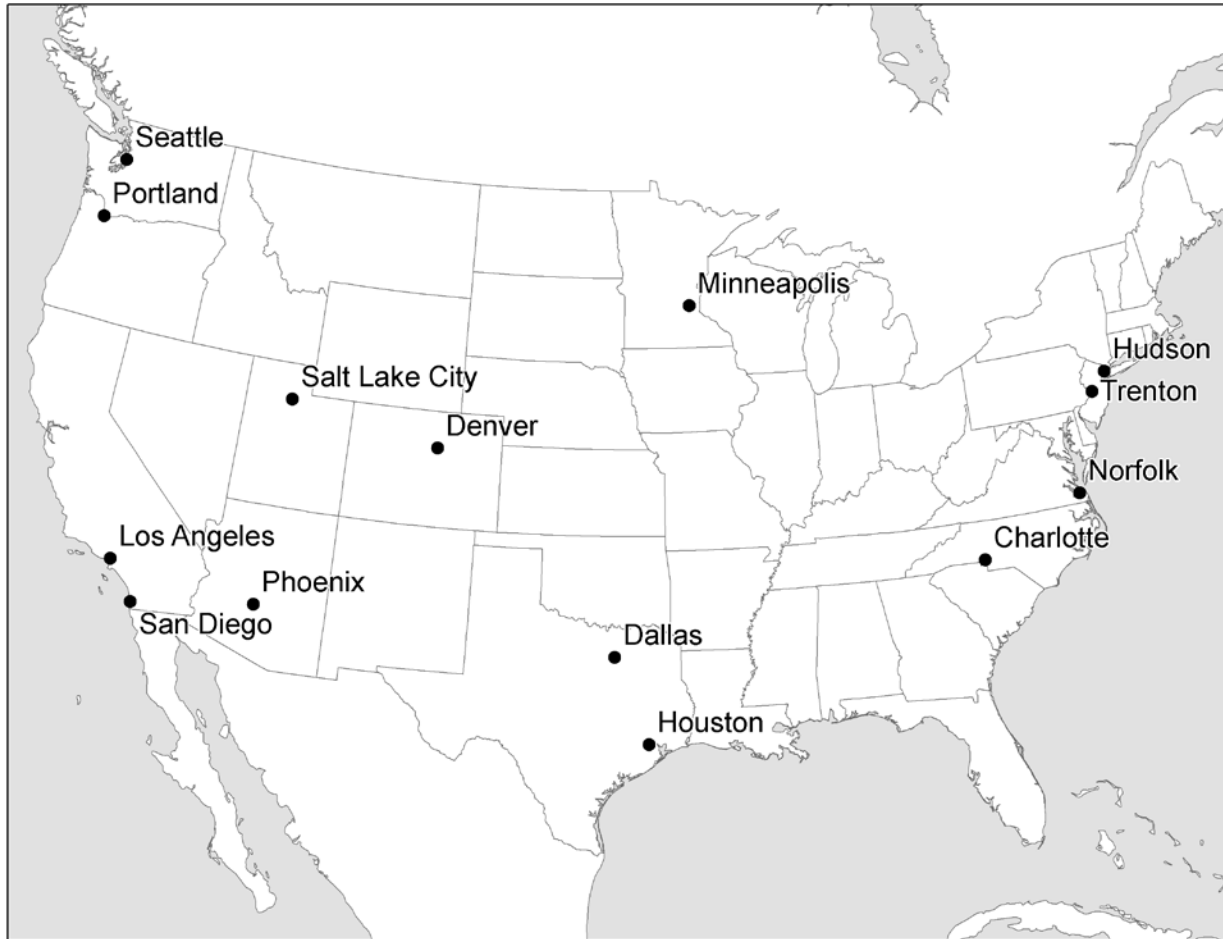 Seattle
Portland
Minneapolis
Hudson
Salt Lake City
Trenton
Denver
Norfolk
Los Angeles
Charlotte
Phoenix
San Diego
Dallas
Houston